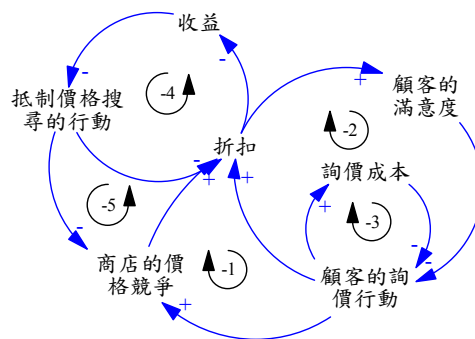 收益
-
-
-4
抵制價格搜
尋的行動
+
顧客的
滿意度
-2
折扣
-
+
+
詢價成本
-5
+
-3
-
-
-
商店的價
格競爭
-1
顧客的詢
價行動
+